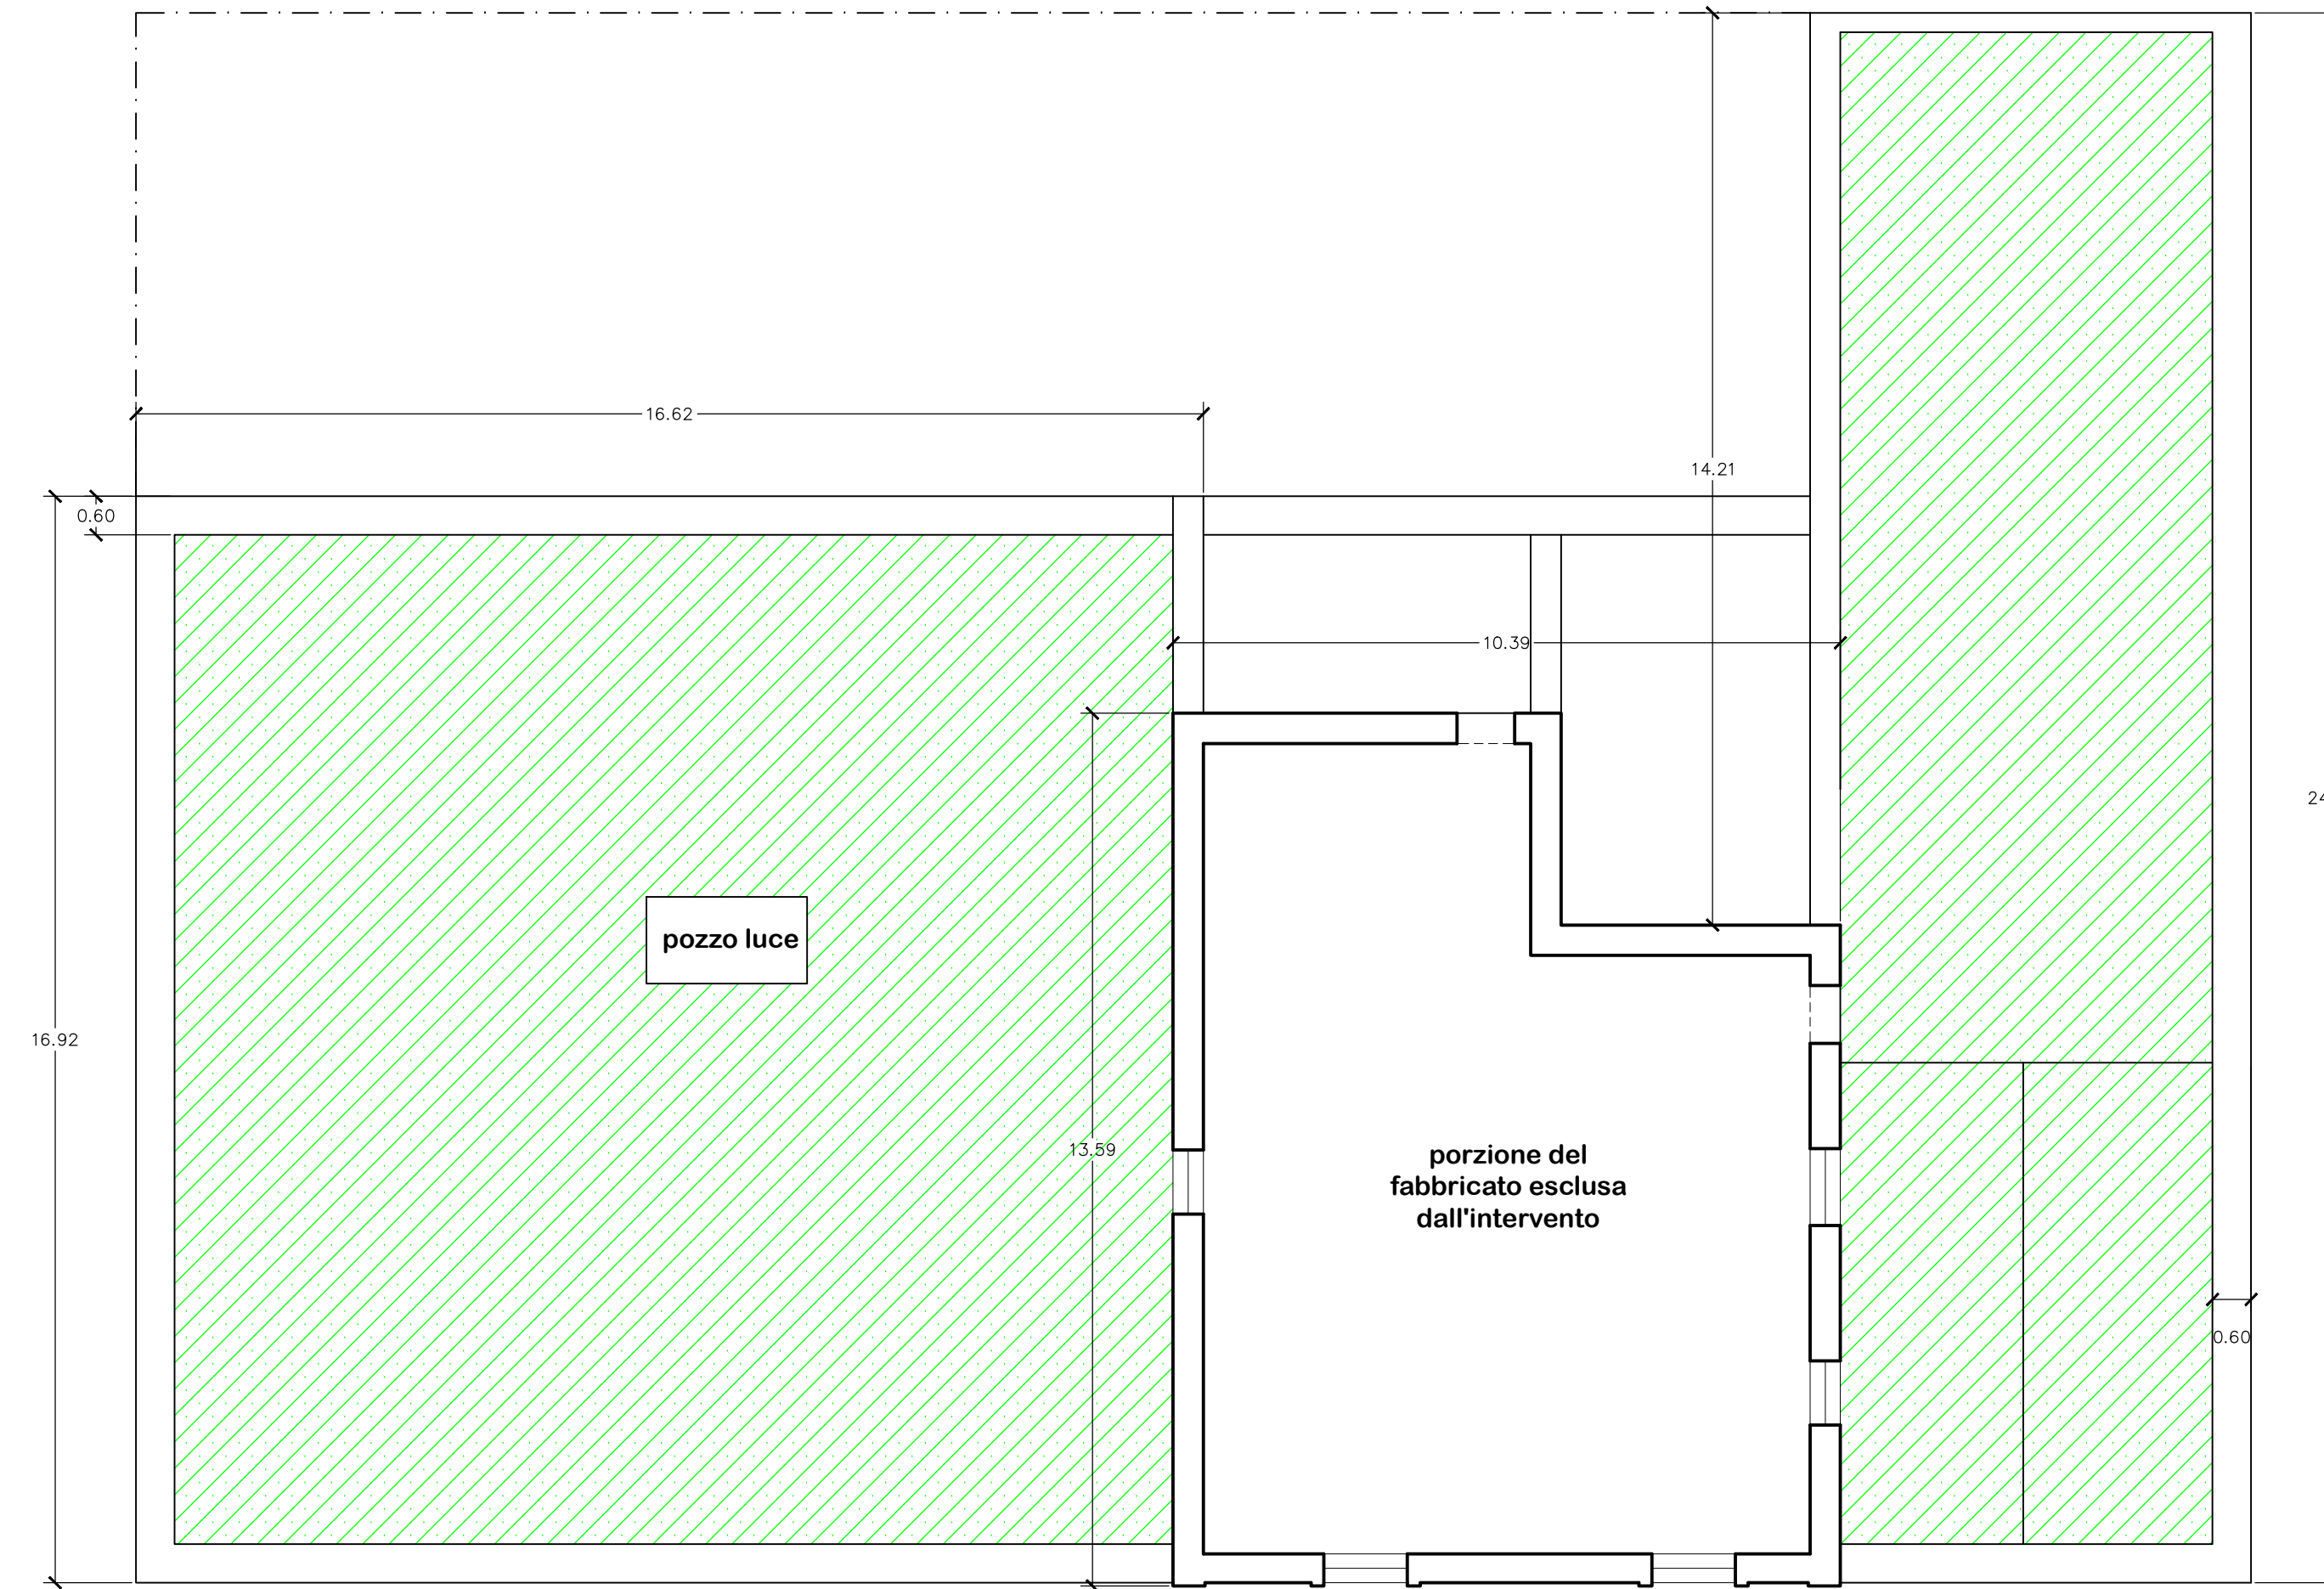 16.62
14.21
0.60
10.39
24
pozzo luce
16.92
13.59
porzione del
fabbricato esclusa
dall'intervento
0.60